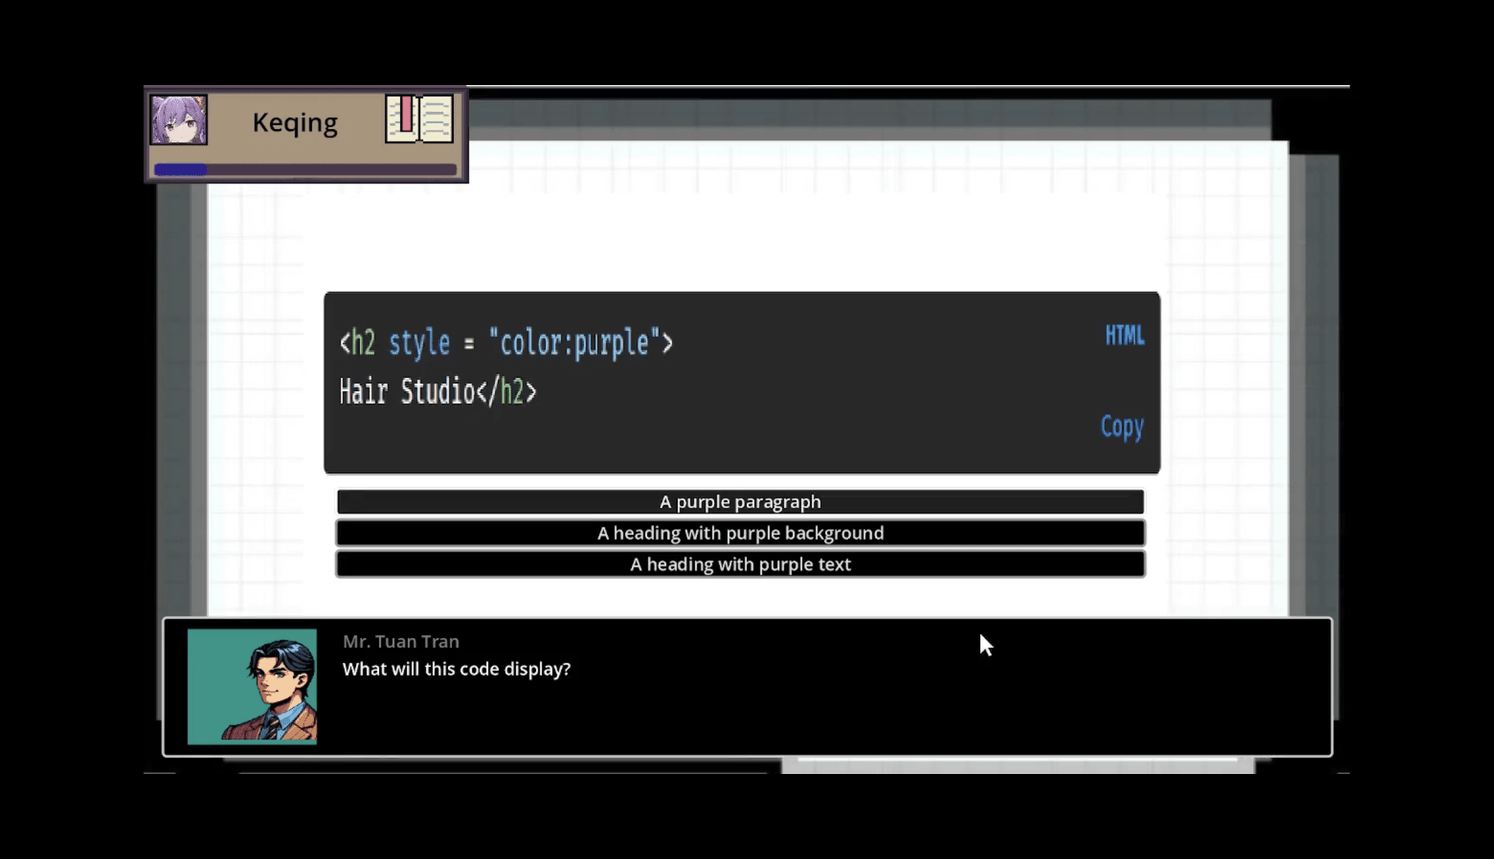 Keqing
<h2 style = "color:purple">
HTML
Hair Studio</h2>
Copy
A purple paragraph
A heading with purple background
A heading with purple text
Mr. Tuan Tran
What will this code display?